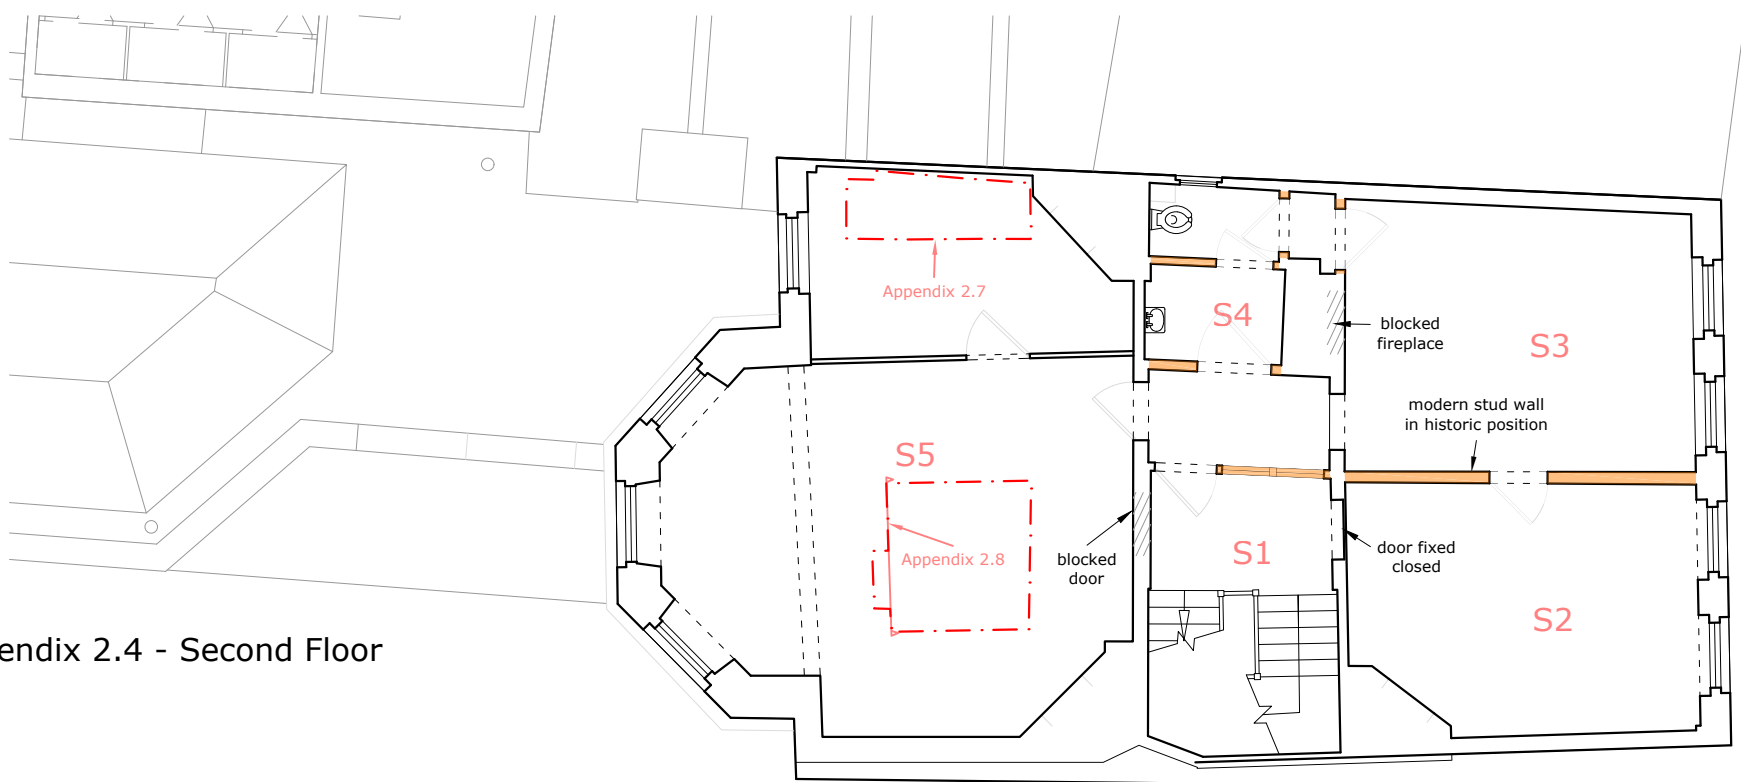 Appendix 2.7
S4
blocked
fireplace
S3
modern stud wall
in historic position
S5
Appendix 2.8
blocked
door
S1
door fixed
closed
S2
endix 2.4 - Second Floor